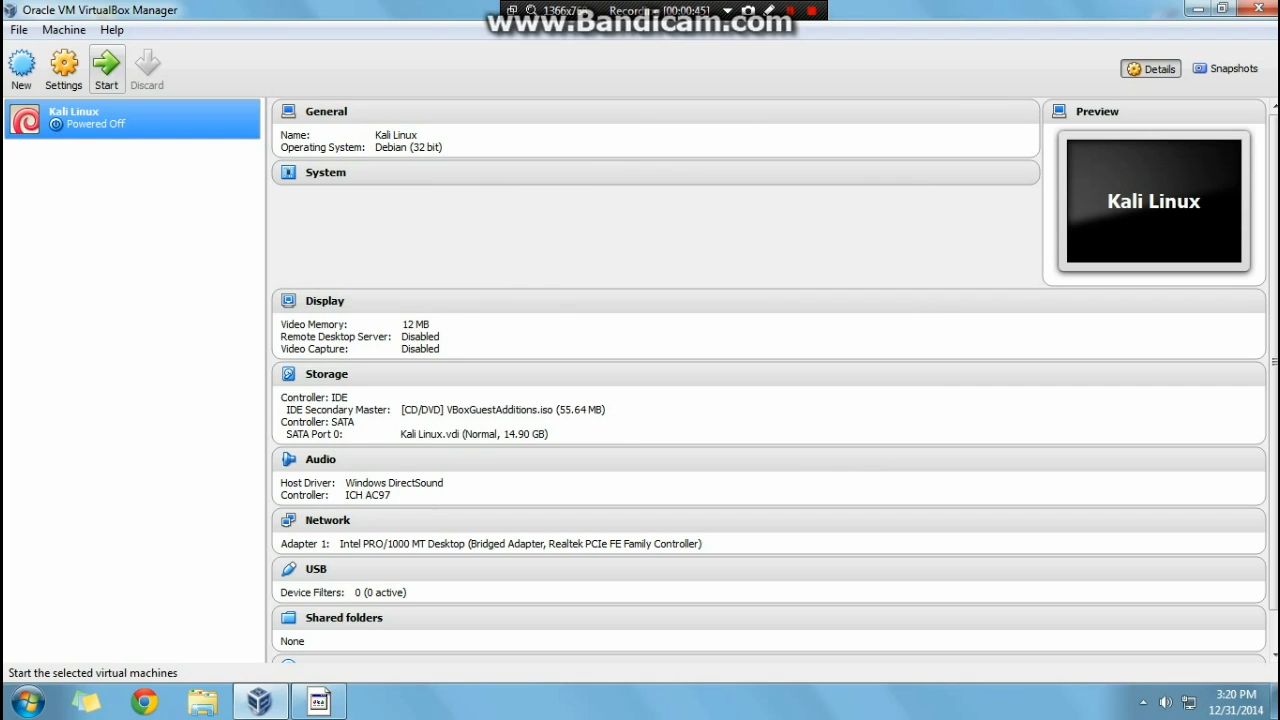 Oracle VM VirtualBox Manager
1366x768 Recording [00:00:45]
www.Bandicam.com
File Machine Help
New Settings Start Discard
Details Snapshots
Kali Linux
Powered Off
General
Name: Kali Linux
Operating System: Debian (32 bit)
System
Preview
Kali Linux
Display
Video Memory: 12 MB
Remote Desktop Server: Disabled
Video Capture: Disabled
Storage
Controller: IDE
IDE Secondary Master: [CD/DVD] VBoxGuestAdditions.iso (55.64 MB)
Controller: SATA
SATA Port 0: Kali Linux.vdi (Normal, 14.90 GB)
Audio
Host Driver: Windows DirectSound
Controller: ICH AC97
Network
Adapter 1: Intel PRO/1000 MT Desktop (Bridged Adapter, Realtek PCIe FE Family Controller)
USB
Device Filters: 0 (0 active)
Shared folders
None
Start the selected virtual machines
3:20 PM
12/31/2014